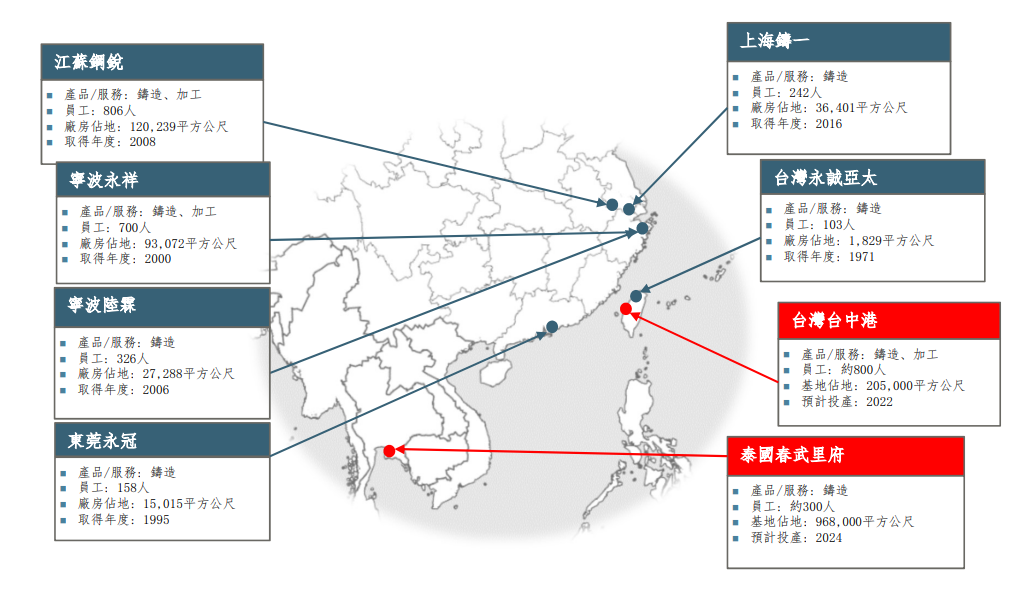 江蘇鋼銳
產品/服務: 鑄造、加工
員工: 806人
廠房佔地: 120,239平方公尺
取得年度: 2008
寧波永祥
產品/服務: 鑄造、加工
員工: 700人
廠房佔地: 93,072平方公尺
取得年度: 2000
寧波陸霖
產品/服務: 鑄造
員工: 326人
廠房佔地: 27,288平方公尺
取得年度: 2006
東莞永冠
產品/服務: 鑄造
員工: 158人
廠房佔地: 15,015平方公尺
取得年度: 1995
上海鑄一
產品/服務: 鑄造
員工: 242人
廠房佔地: 36,401平方公尺
取得年度: 2016
台灣永誠亞太
產品/服務: 鑄造
員工: 103人
廠房佔地: 1,829平方公尺
取得年度: 1971
台灣台中港
產品/服務: 鑄造、加工
員工: 約800人
基地佔地: 205,000平方公尺
預計投產: 2022
泰國春武里府
產品/服務: 鑄造
員工: 約300人
基地佔地: 968,000平方公尺
預計投產: 2024